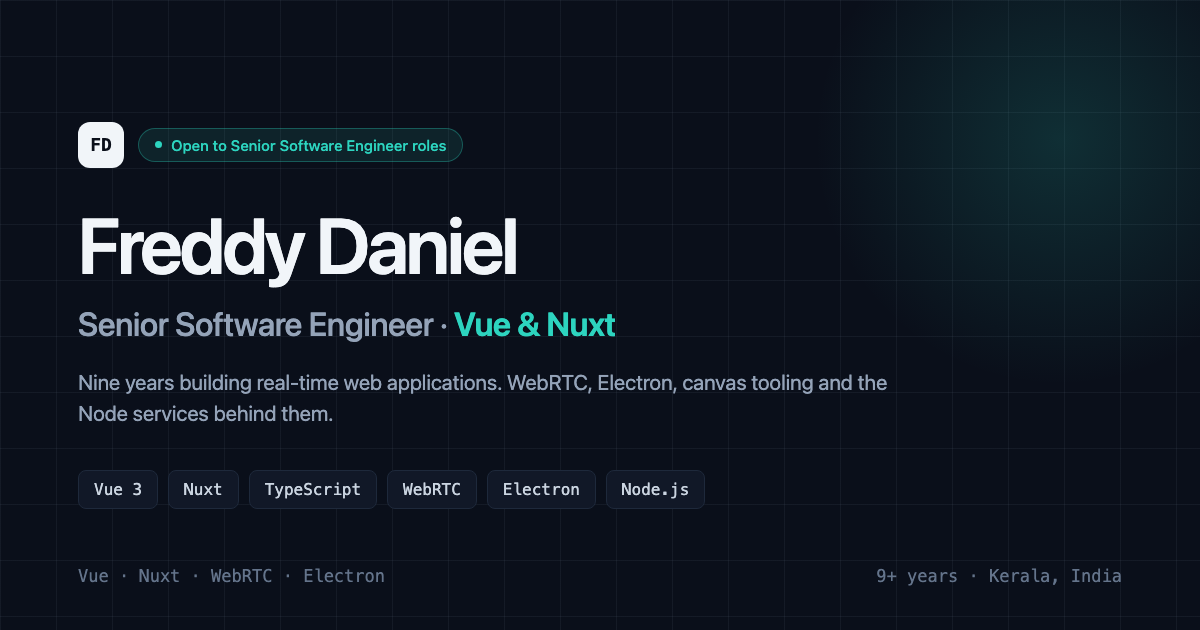 FD
Open to Senior Software Engineer roles
Freddy Daniel
Senior Software Engineer · Vue & Nuxt
Nine years building real-time web applications. WebRTC, Electron, canvas tooling and the
Node services behind them.
Vue 3 Nuxt TypeScript WebRTC Electron Node.js
Vue · Nuxt · WebRTC · Electron
9+ years · Kerala, India